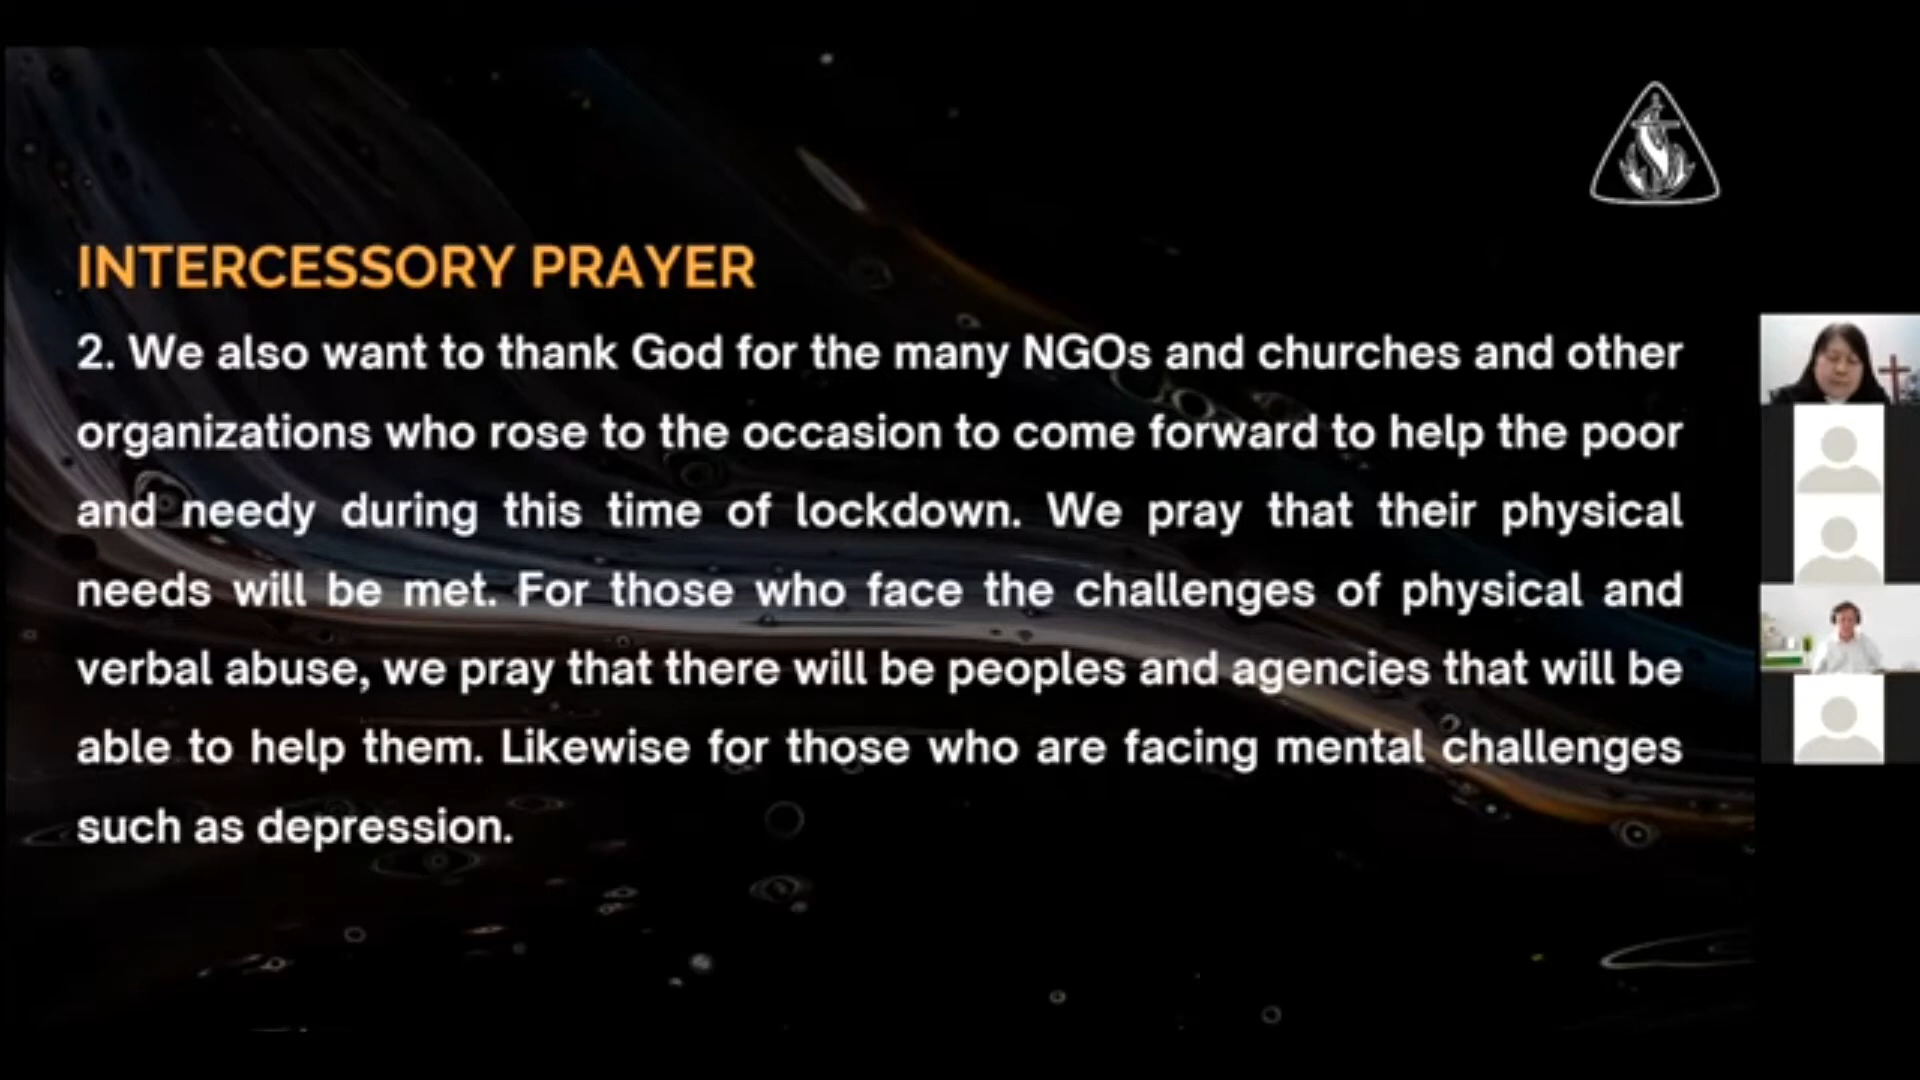 INTERCESSORY PRAYER
2. We also want to thank God for the many NGOs and churches and other
organizations who rose to the occasion to come forward to help the poor
and needy during this time of lockdown. We pray that their physical
needs will be met. For those who face the challenges of physical and
verbal abuse, we pray that there will be peoples and agencies that will be
able to help them. Likewise for those who are facing mental challenges
such as depression.